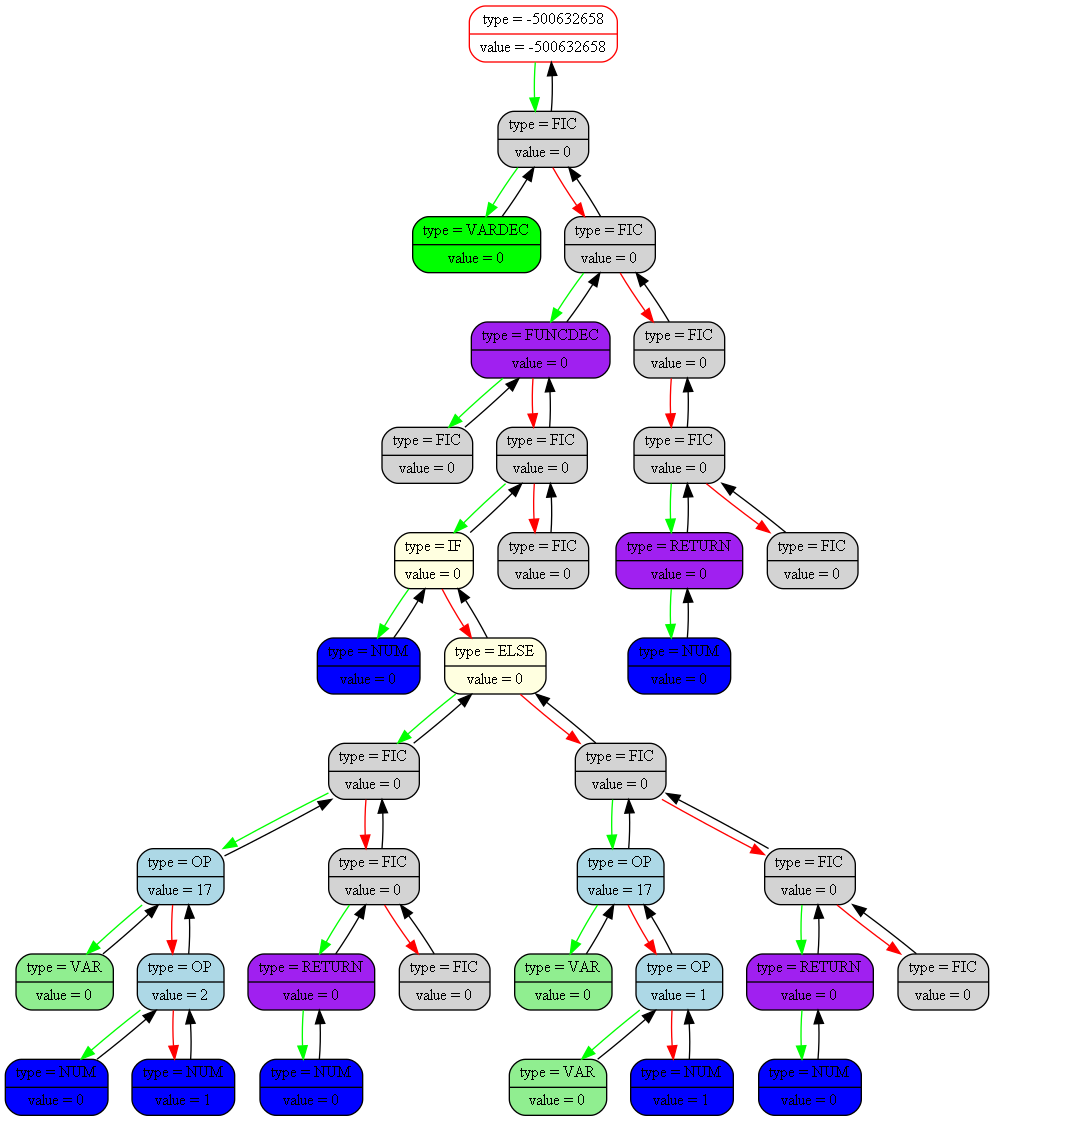 type = -500632658
value = -500632658
type = FIC
value = 0
type = VARDEC
value = 0
type = FIC
value = 0
type = FUNCDEC
value = 0
type = FIC
value = 0
type = FIC
value = 0
type = FIC
value = 0
type = FIC
value = 0
type = IF
value = 0
type = FIC
value = 0
type = RETURN
value = 0
type = FIC
value = 0
type = NUM
value = 0
type = ELSE
value = 0
type = NUM
value = 0
type = FIC
value = 0
type = FIC
value = 0
type = OP
value = 17
type = FIC
value = 0
type = OP
value = 17
type = FIC
value = 0
type = VAR
value = 0
type = OP
value = 2
type = RETURN
value = 0
type = FIC
value = 0
type = VAR
value = 0
type = OP
value = 1
type = RETURN
value = 0
type = FIC
value = 0
type = NUM
value = 0
type = NUM
value = 1
type = NUM
value = 0
type = VAR
value = 0
type = NUM
value = 1
type = NUM
value = 0